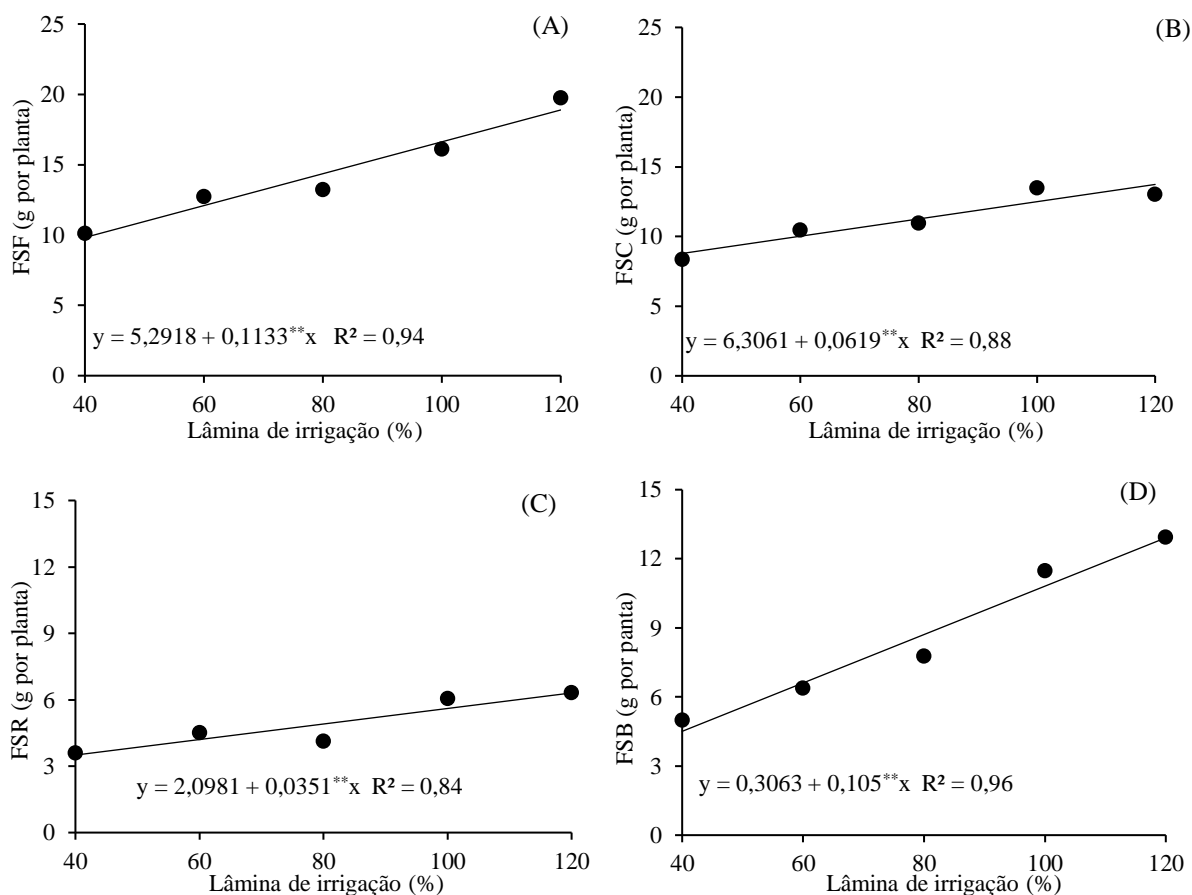 (A)
25
20
15
10
5
0
FSF (g por planta)
y = 5,2918 + 0,1133**x R² = 0,94
40 60 80 100 120
Lâmina de irrigação (%)
(B)
25
20
15
10
5
0
FSC (g por planta)
y = 6,3061 + 0,0619**x R² = 0,88
40 60 80 100 120
Lâmina de irrigação (%)
(C)
15
12
9
6
3
0
FSR (g por planta)
y = 2,0981 + 0,0351**x R² = 0,84
40 60 80 100 120
Lâmina de irrigação (%)
(D)
15
12
9
6
3
0
FSB (g por panta)
y = 0,3063 + 0,105**x R² = 0,96
40 60 80 100 120
Lâmina de irrigação (%)